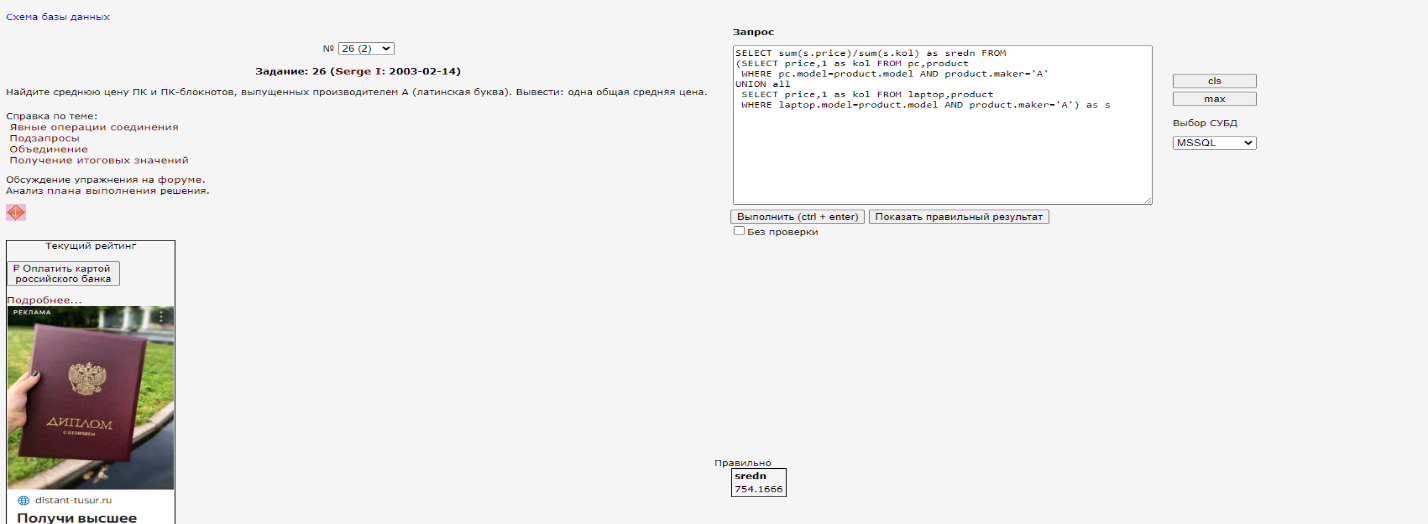 Схема базы данных
№ 26 (2)
Задание: 26 (Serge I: 2003-02-14)
Найдите среднюю цену ПК и ПК-блокнотов, выпущенных производителем A (латинская буква). Вывести: одна общая средняя цена.
Справка по теме:
Явные операции соединения
Подзапросы
Объединение
Получение итоговых значений
Обсуждение упражнения на форуме.
Анализ плана выполнения решения.
Текущий рейтинг
₽ Оплатить картой
российского банка
Подробнее...
РЕКЛАМА
ДИПЛОМ
С ОТЛИЧИЕМ
distant-tusur.ru
Получи высшее
Запрос
SELECT sum(s.price)/sum(s.kol) as sredn FROM
(SELECT price,1 as kol FROM pc,product
WHERE pc.model=product.model AND product.maker='A'
UNION all
SELECT price,1 as kol FROM laptop,product
WHERE laptop.model=product.model AND product.maker='A') as s
Выполнить (ctrl + enter) Показать правильный результат
Без проверки
cls
max
Выбор СУБД
MSSQL
Правильно
sredn
754.1666